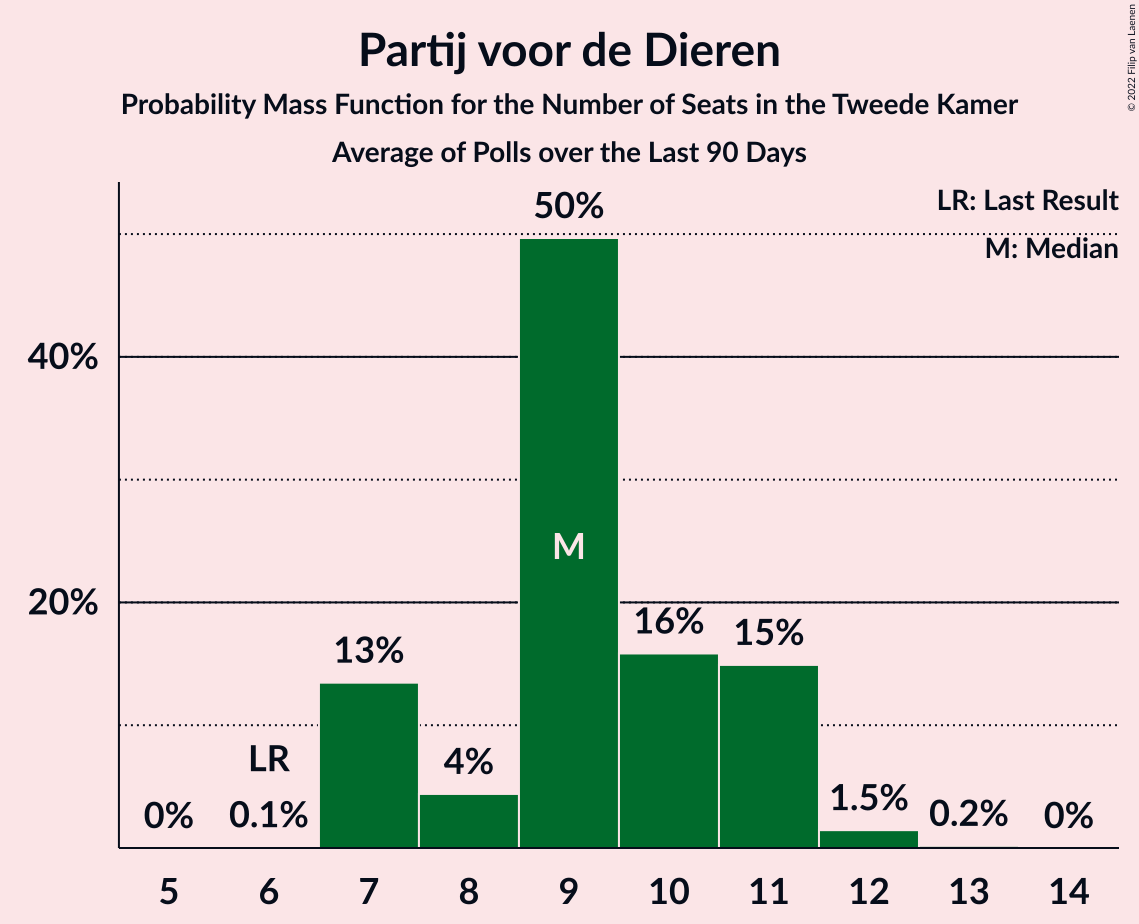 Partij voor de Dieren
Probability Mass Function for the Number of Seats in the Tweede Kamer
Average of Polls over the Last 90 Days
© 2022 Filip van Laenen
LR: Last Result
M: Median
50%
40%
M
20%
16%
15%
13%
LR
4%
1.5%
0%
0.1%
0.2%
0%
5 6 7 8 9 10 11 12 13 14